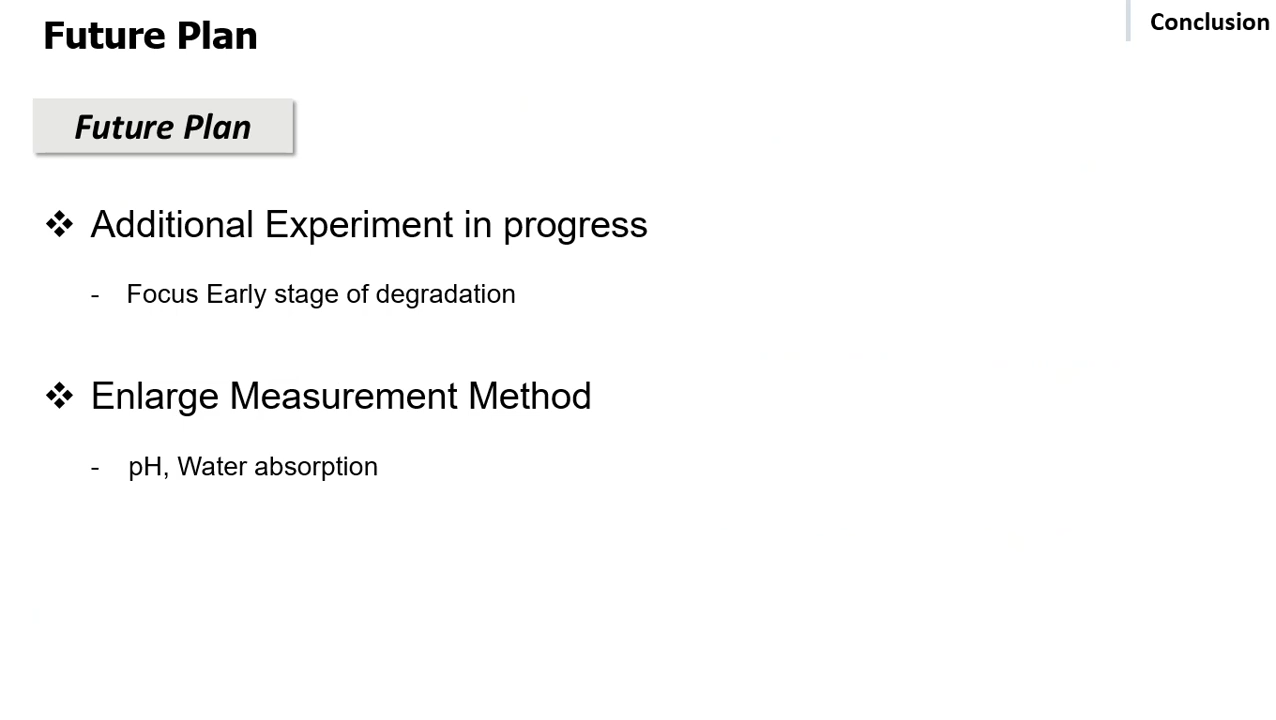 Future Plan
Conclusion
Future Plan
❖ Additional Experiment in progress
- Focus Early stage of degradation
❖ Enlarge Measurement Method
- pH, Water absorption